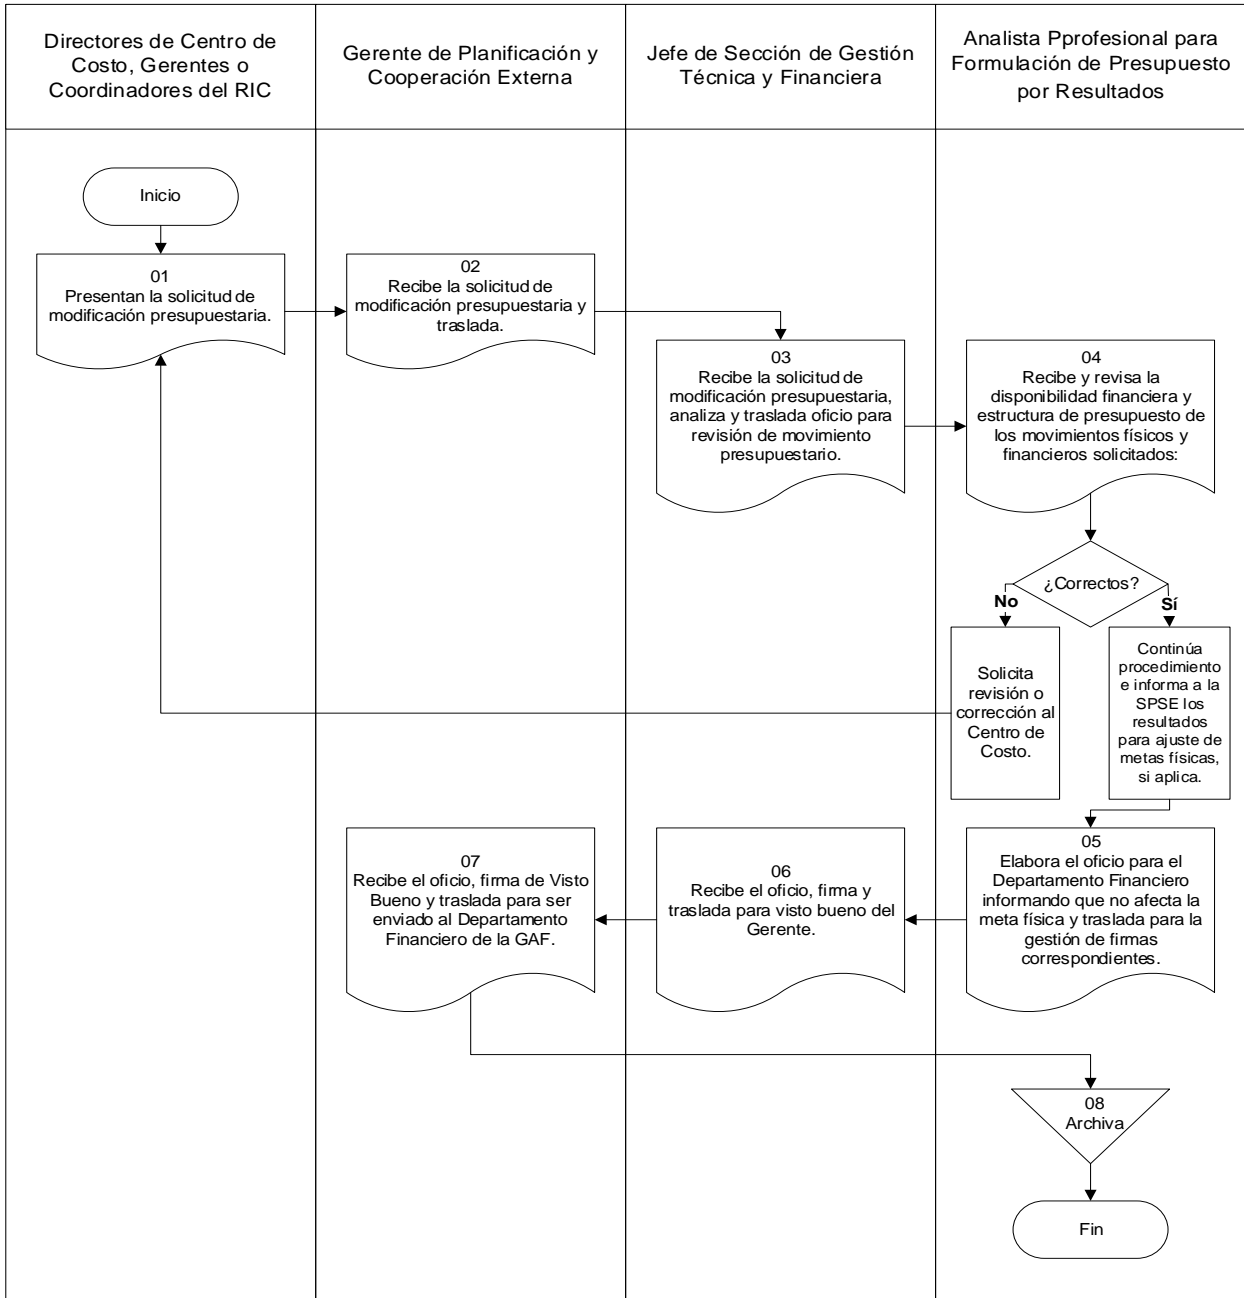 Directores de Centro de
Costo, Gerentes o
Coordinadores del RIC
Gerente de Planificación y
Cooperación Externa
Jefe de Sección de Gestión
Técnica y Financiera
Analista Pprofesional para
Formulación de Presupuesto
por Resultados
Inicio
01
Presentan la solicitud de
modificación presupuestaria.
02
Recibe la solicitud de
modificación presupuestaria y
traslada.
03
Recibe la solicitud de
modificación presupuestaria,
analiza y traslada oficio para
revisión de movimiento
presupuestario.
04
Recibe y revisa la
disponibilidad financiera y
estructura de presupuesto de
los movimientos físicos y
financieros solicitados:
¿Correctos?
No
Sí
Solicita
revisión o
corrección al
Centro de
Costo.
Continúa
procedimiento
e informa a la
SPSE los
resultados
para ajuste de
metas físicas,
si aplica.
05
Elabora el oficio para el
Departamento Financiero
informando que no afecta la
meta física y traslada para la
gestión de firmas
correspondientes.
06
Recibe el oficio, firma y
traslada para visto bueno del
Gerente.
07
Recibe el oficio, firma de Visto
Bueno y traslada para ser
enviado al Departamento
Financiero de la GAF.
08
Archiva
Fin